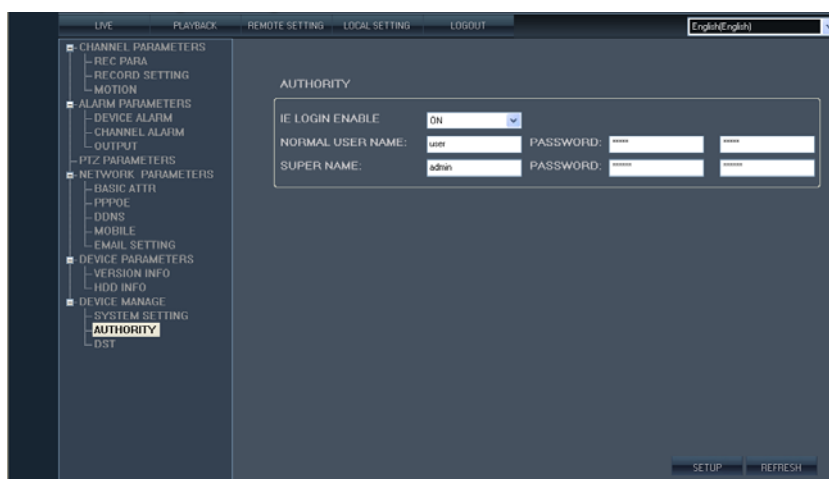 LIVE PLAYBACK REMOTE SETTING LOCAL SETTING LOGOUT English(English)
CHANNEL PARAMETERS
REC PARA
RECORD SETTING
MOTION
ALARM PARAMETERS
DEVICE ALARM
CHANNEL ALARM
OUTPUT
PTZ PARAMETERS
NETWORK PARAMETERS
BASIC ATTR
PPPOE
DDNS
MOBILE
EMAIL SETTING
DEVICE PARAMETERS
VERSION INFO
HDD INFO
DEVICE MANAGE
SYSTEM SETTING
AUTHORITY
DST
AUTHORITY
IE LOGIN ENABLE ON
NORMAL USER NAME: user PASSWORD: ***** *****
SUPER NAME: admin PASSWORD: ****** ******
SETUP REFRESH